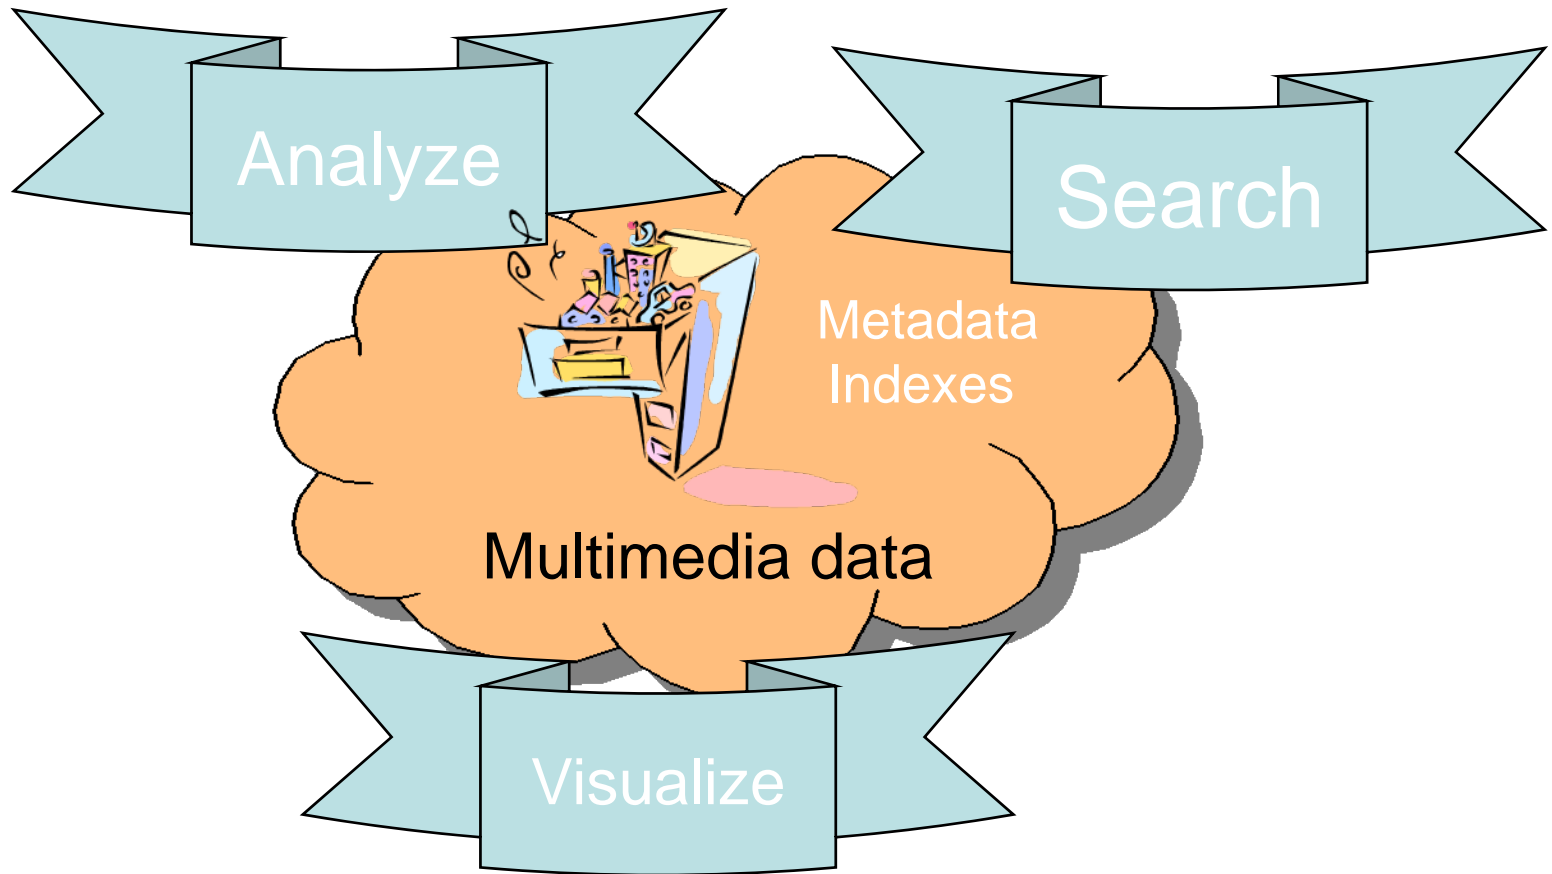 Analyze
Search
Metadata
Indexes
Multimedia data
Visualize